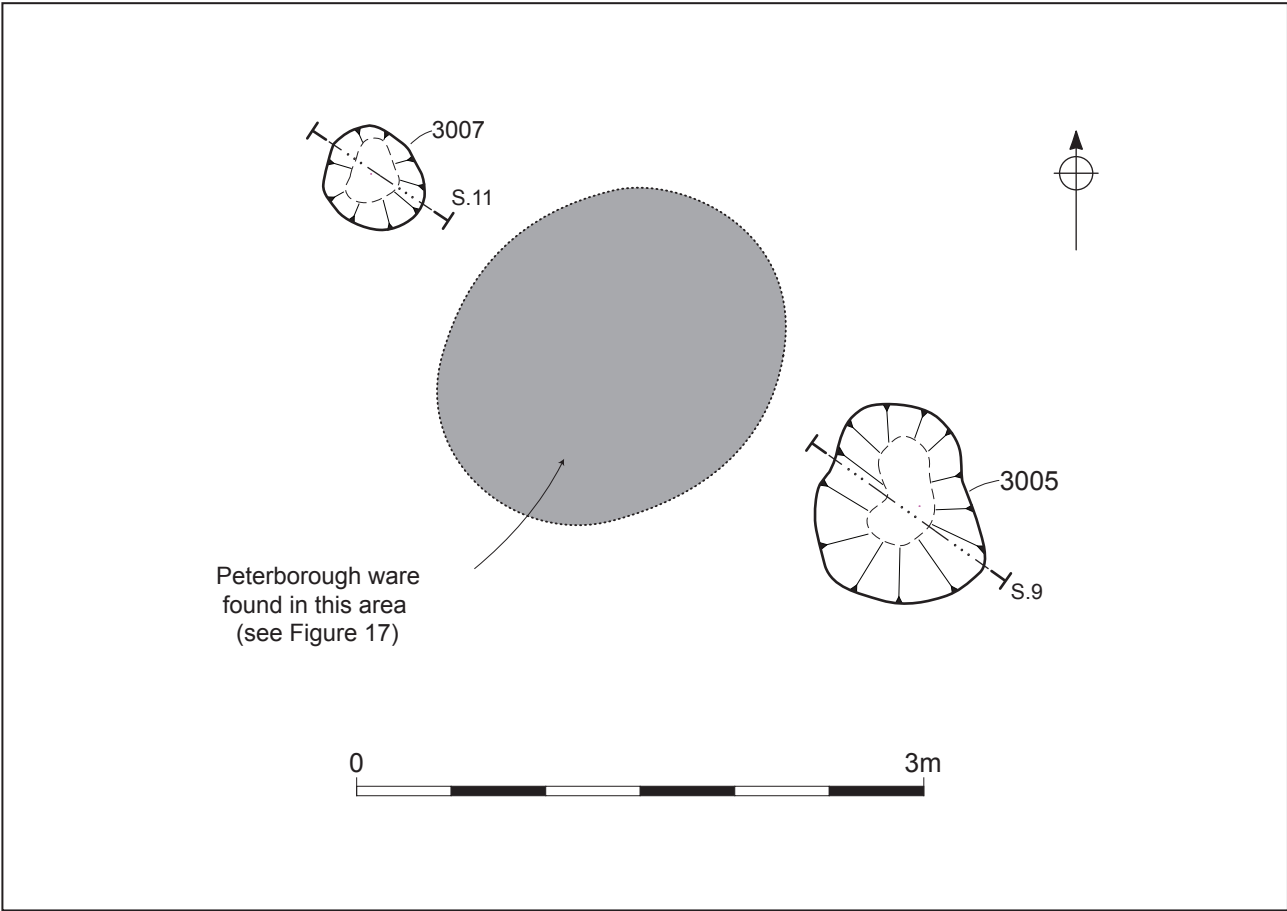 3007
S.11
3005
S.9
Peterborough ware
found in this area
(see Figure 17)
0
3m